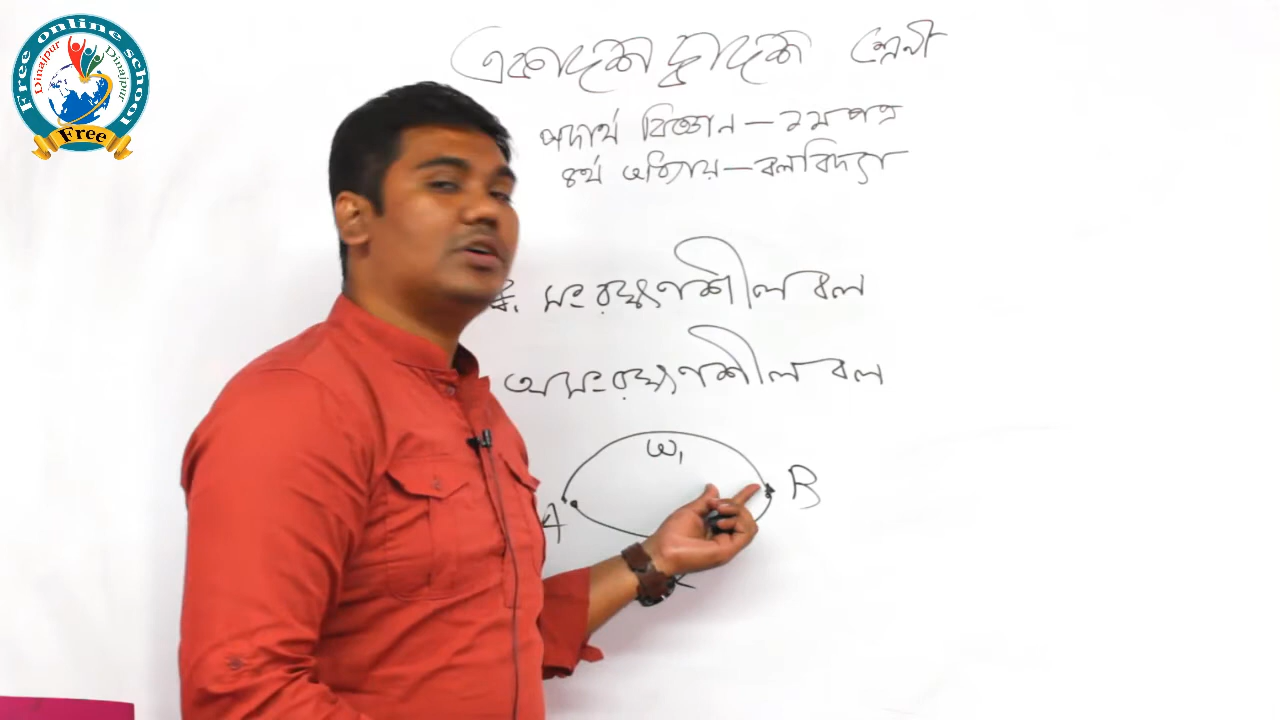 Free online school
Dinajpur Dinajpur
Free
একাদশ দ্বাদশ শ্রেণী
পদার্থ বিজ্ঞান – ১ম পত্র
৪র্থ অধ্যায় – বলবিদ্যা
সংরক্ষণশীল বল
অসংরক্ষণশীল বল
W₁
A B